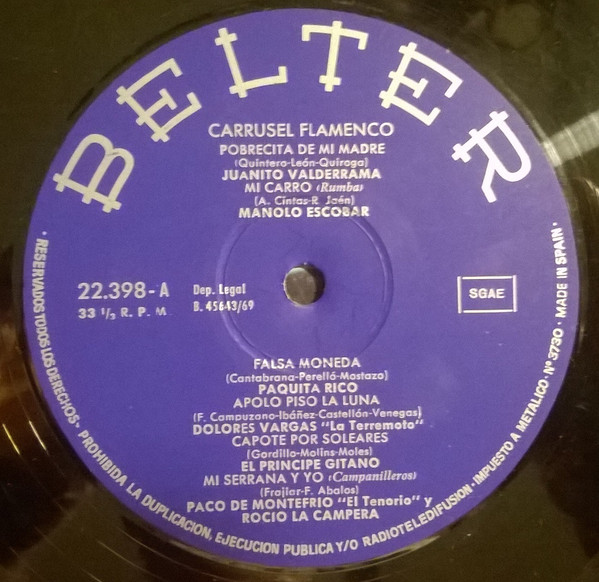 BELTER
CARRUSEL FLAMENCO
POBRECITA DE MI MADRE
(Quintero-León-Quiroga)
JUANITO VALDERRAMA
MI CARRO (Rumba)
(A. Cintas-R. Jaén)
MANOLO ESCOBAR
22.398-A
33 1/3 R. P. M.
Dep. Legal
B. 45643/69
SGAE
FALSA MONEDA
(Cantabrana-Perelló-Mostazo)
PAQUITA RICO
APOLO PISO LA LUNA
(F. Campuzano-Ibáñez-Castellón-Venegas)
DOLORES VARGAS "La Terremoto"
CAPOTE POR SOLEARES
(Gordillo-Molins-Moles)
EL PRINCIPE GITANO
MI SERRANA Y YO (Campanilleros)
(Frajlar-F. Abalos)
PACO DE MONTEFRIO "El Tenorio" y
ROCIO LA CAMPERA
· RESERVADOS TODOS LOS DERECHOS · PROHIBIDA LA DUPLICACION, EJECUCION PUBLICA Y/O RADIOTELEDIFUSION · IMPUESTO A METALICO · Nº 3730 · MADE IN SPAIN ·